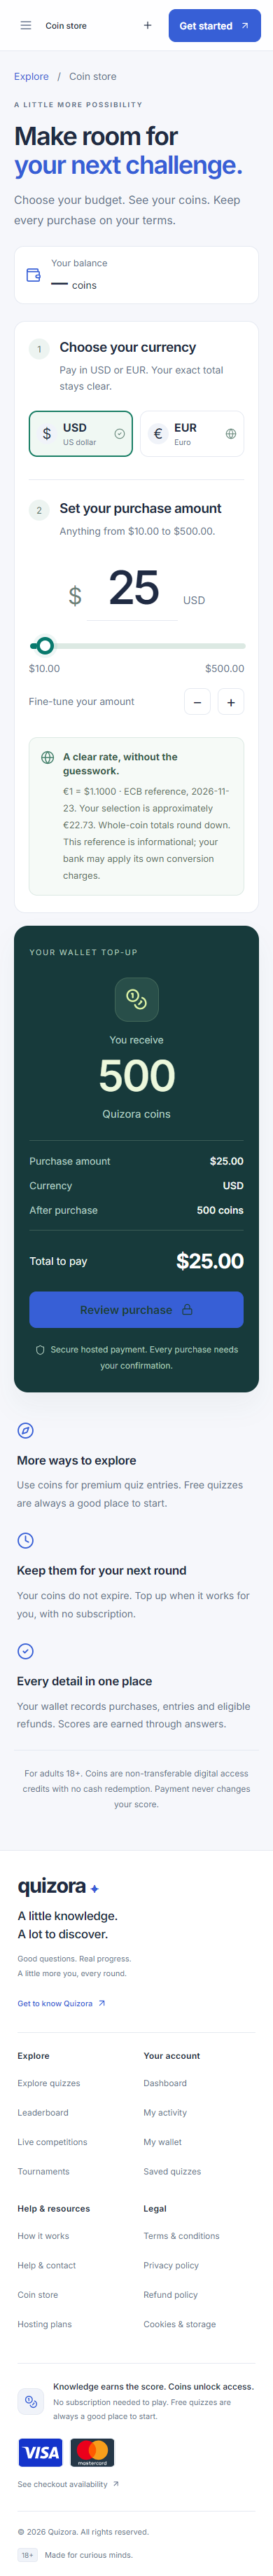 Coin store
+
Get started
Explore / Coin store
A LITTLE MORE POSSIBILITY
Make room for
your next challenge.
Choose your budget. See your coins. Keep
every purchase on your terms.
Your balance
— coins
1
Choose your currency
Pay in USD or EUR. Your exact total
stays clear.
$ USD
US dollar
€ EUR
Euro
2
Set your purchase amount
Anything from $10.00 to $500.00.
$ 25 USD
$10.00 $500.00
Fine-tune your amount − +
A clear rate, without the
guesswork.
€1 = $1.1000 · ECB reference, 2026-11-
23. Your selection is approximately
€22.73. Whole-coin totals round down.
This reference is informational; your
bank may apply its own conversion
charges.
YOUR WALLET TOP-UP
You receive
500
Quizora coins
Purchase amount $25.00
Currency USD
After purchase 500 coins
Total to pay $25.00
Review purchase
Secure hosted payment. Every purchase needs
your confirmation.
More ways to explore
Use coins for premium quiz entries. Free quizzes
are always a good place to start.
Keep them for your next round
Your coins do not expire. Top up when it works for
you, with no subscription.
Every detail in one place
Your wallet records purchases, entries and eligible
refunds. Scores are earned through answers.
For adults 18+. Coins are non-transferable digital access
credits with no cash redemption. Payment never changes
your score.
quizora
A little knowledge.
A lot to discover.
Good questions. Real progress.
A little more you, every round.
Get to know Quizora
Explore
Explore quizzes
Leaderboard
Live competitions
Tournaments
Your account
Dashboard
My activity
My wallet
Saved quizzes
Help & resources
How it works
Help & contact
Coin store
Hosting plans
Legal
Terms & conditions
Privacy policy
Refund policy
Cookies & storage
Knowledge earns the score. Coins unlock access.
No subscription needed to play. Free quizzes are
always a good place to start.
VISA
mastercard
See checkout availability
© 2026 Quizora. All rights reserved.
18+ Made for curious minds.